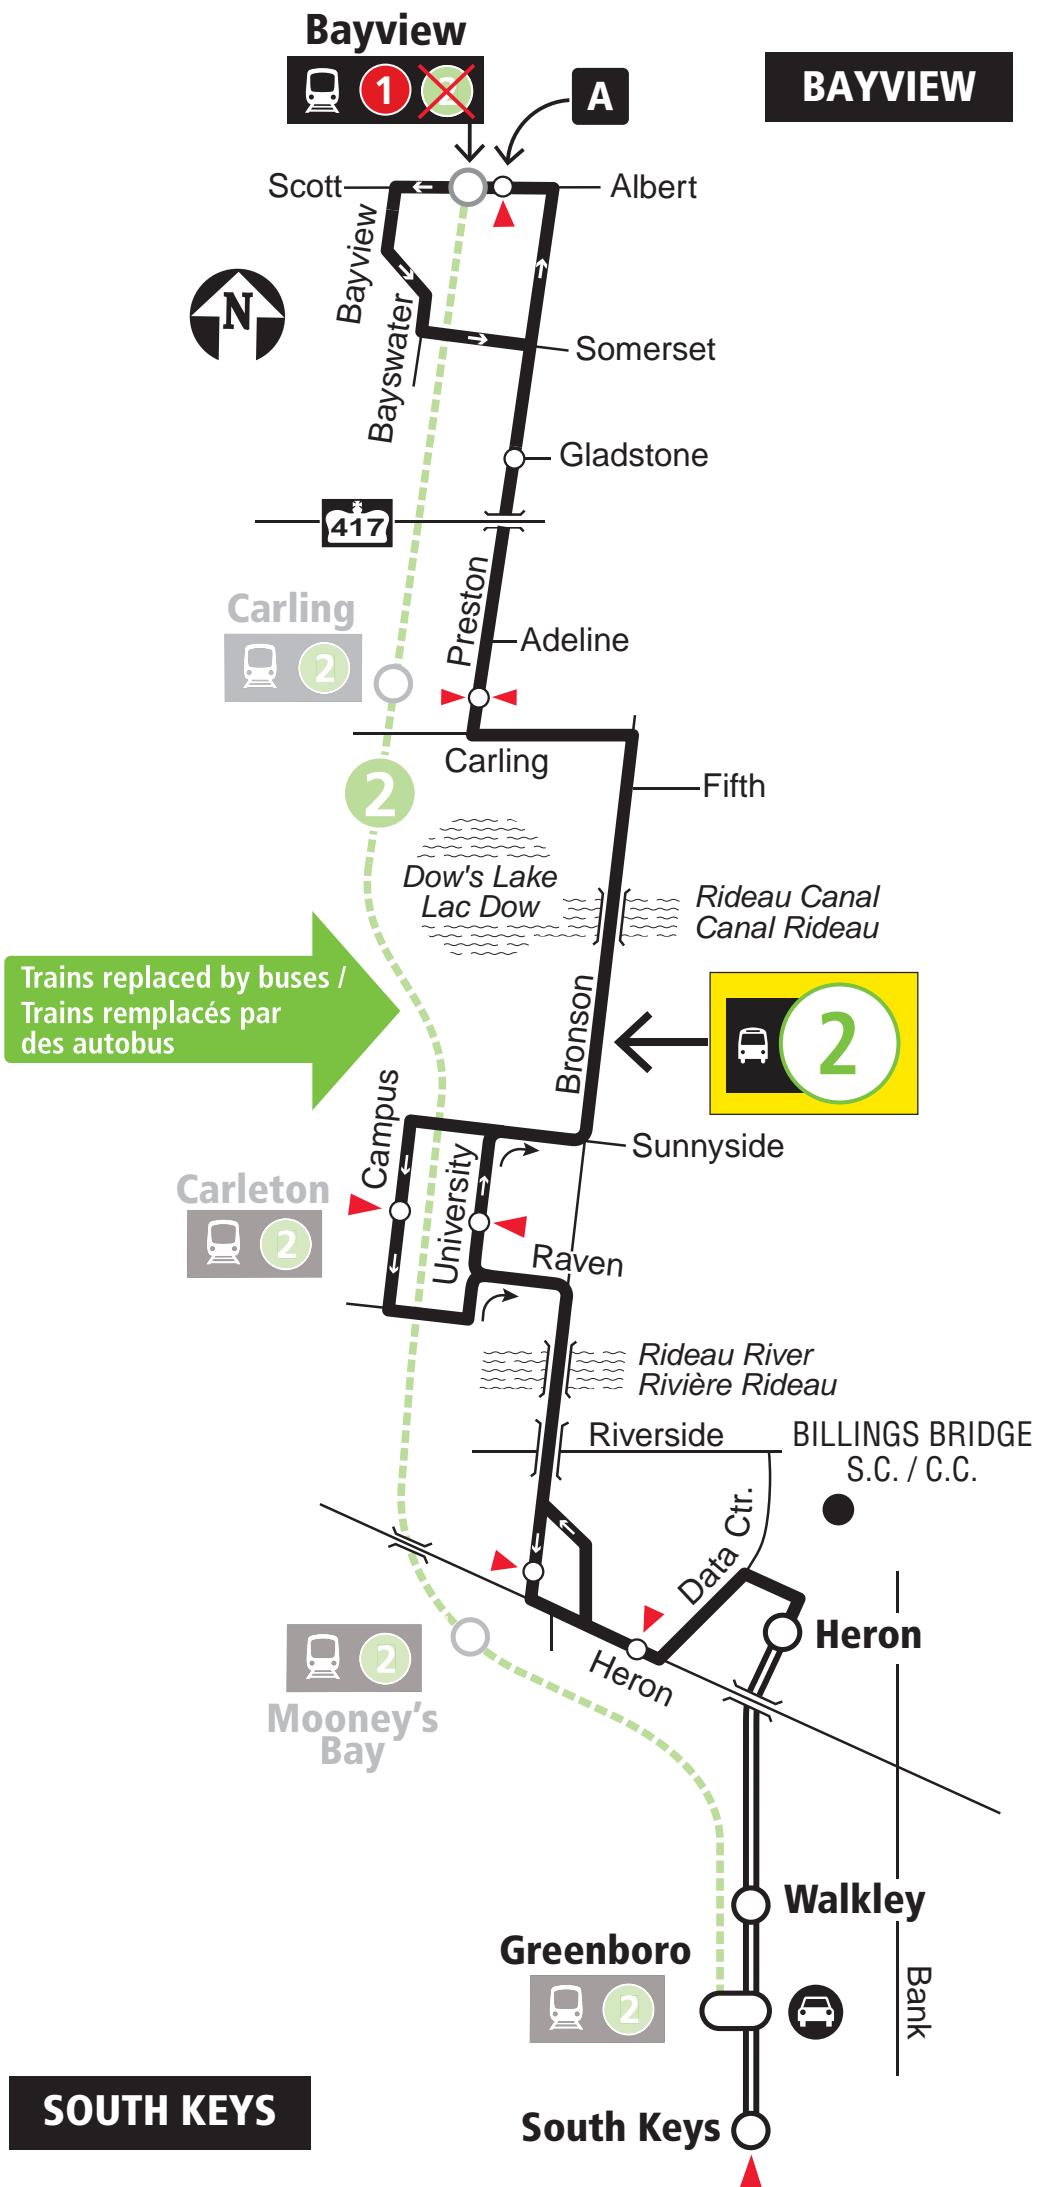 Bayview
1 2
A
BAYVIEW
Scott
Albert
Bayview
N
Bayswater
Somerset
Gladstone
417
Preston
Carling
2
Adeline
Carling
2
Fifth
Dow's Lake
Lac Dow
Rideau Canal
Canal Rideau
Trains replaced by buses /
Trains remplacés par
des autobus
Bronson
2
Campus
University
Sunnyside
Carleton
2
Raven
Rideau River
Rivière Rideau
Riverside
BILLINGS BRIDGE
S.C. / C.C.
Data Ctr.
Heron
2
Mooney's
Bay
Heron
Walkley
Greenboro
2
Bank
SOUTH KEYS
South Keys